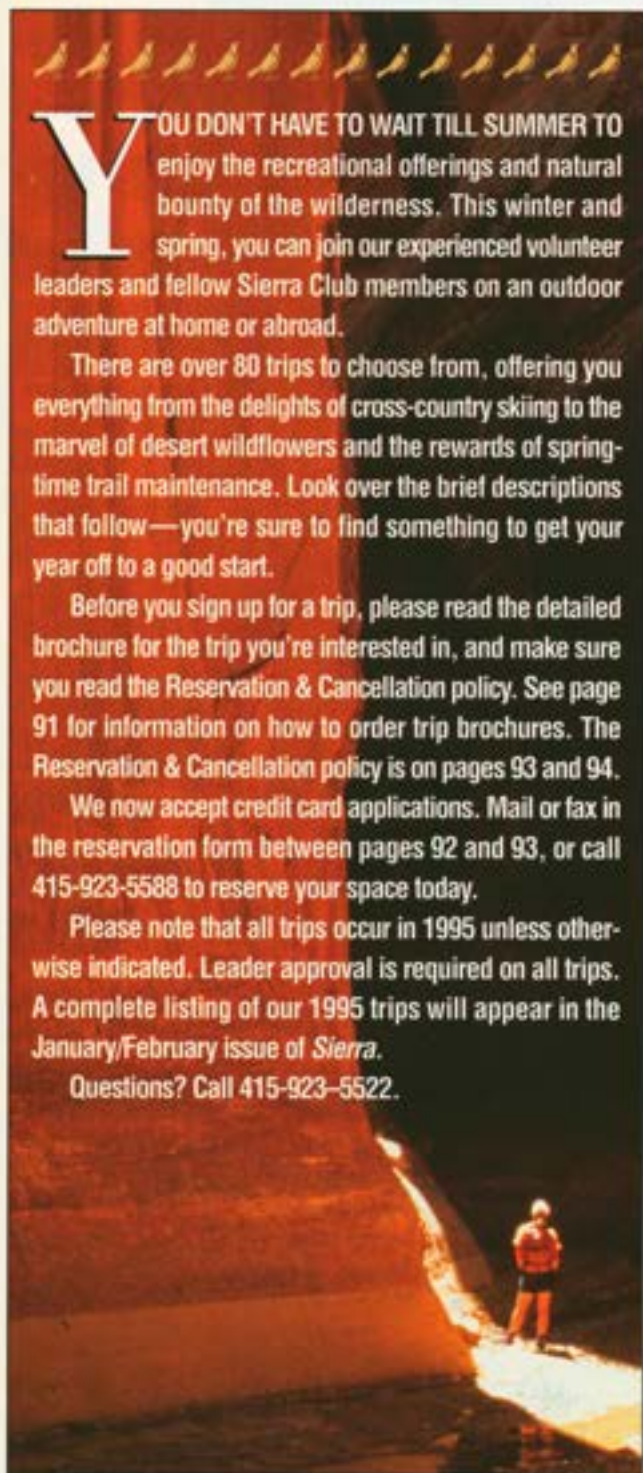 YOU DON'T HAVE TO WAIT TILL SUMMER TO
enjoy the recreational offerings and natural
bounty of the wilderness. This winter and
spring, you can join our experienced volunteer
leaders and fellow Sierra Club members on an outdoor
adventure at home or abroad.
There are over 80 trips to choose from, offering you
everything from the delights of cross-country skiing to the
marvel of desert wildflowers and the rewards of spring-
time trail maintenance. Look over the brief descriptions
that follow—you're sure to find something to get your
year off to a good start.
Before you sign up for a trip, please read the detailed
brochure for the trip you're interested in, and make sure
you read the Reservation & Cancellation policy. See page
91 for information on how to order trip brochures. The
Reservation & Cancellation policy is on pages 93 and 94.
We now accept credit card applications. Mail or fax in
the reservation form between pages 92 and 93, or call
415-923-5588 to reserve your space today.
Please note that all trips occur in 1995 unless other-
wise indicated. Leader approval is required on all trips.
A complete listing of our 1995 trips will appear in the
January/February issue of Sierra.
Questions? Call 415-923–5522.